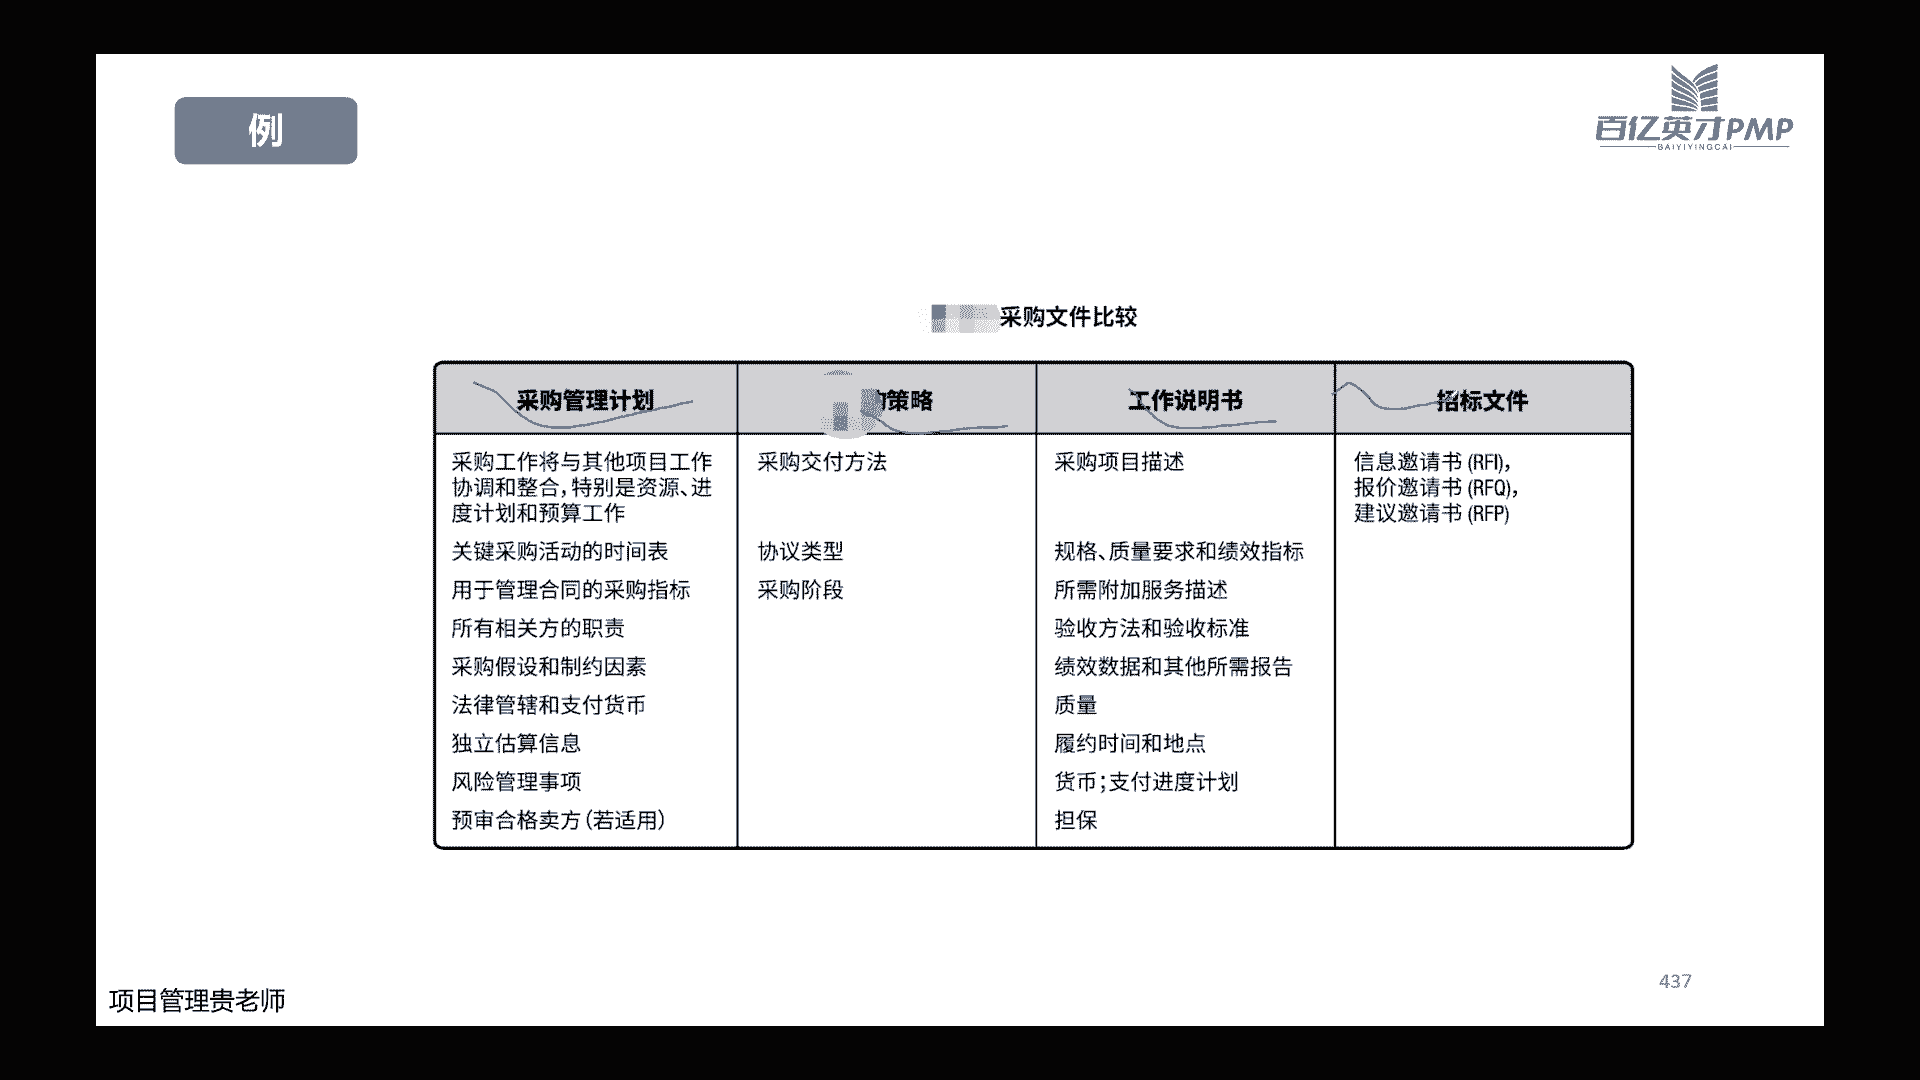 例
百亿英才PMP
BAIYIYINGCAI
采购文件比较
采购管理计划
策略
工作说明书
招标文件
采购工作将与其他项目工作
协调和整合，特别是资源、进
度计划和预算工作
采购交付方法
采购项目描述
信息邀请书 (RFI)，
报价邀请书 (RFQ)，
建议邀请书 (RFP)
关键采购活动的时间表
协议类型
规格、质量要求和绩效指标
用于管理合同的采购指标
采购阶段
所需附加服务描述
所有相关方的职责
验收方法和验收标准
采购假设和制约因素
绩效数据和其他所需报告
法律管辖和支付货币
质量
独立估算信息
履约时间和地点
风险管理事项
货币；支付进度计划
预审合格卖方（若适用）
担保
437
项目管理贵老师